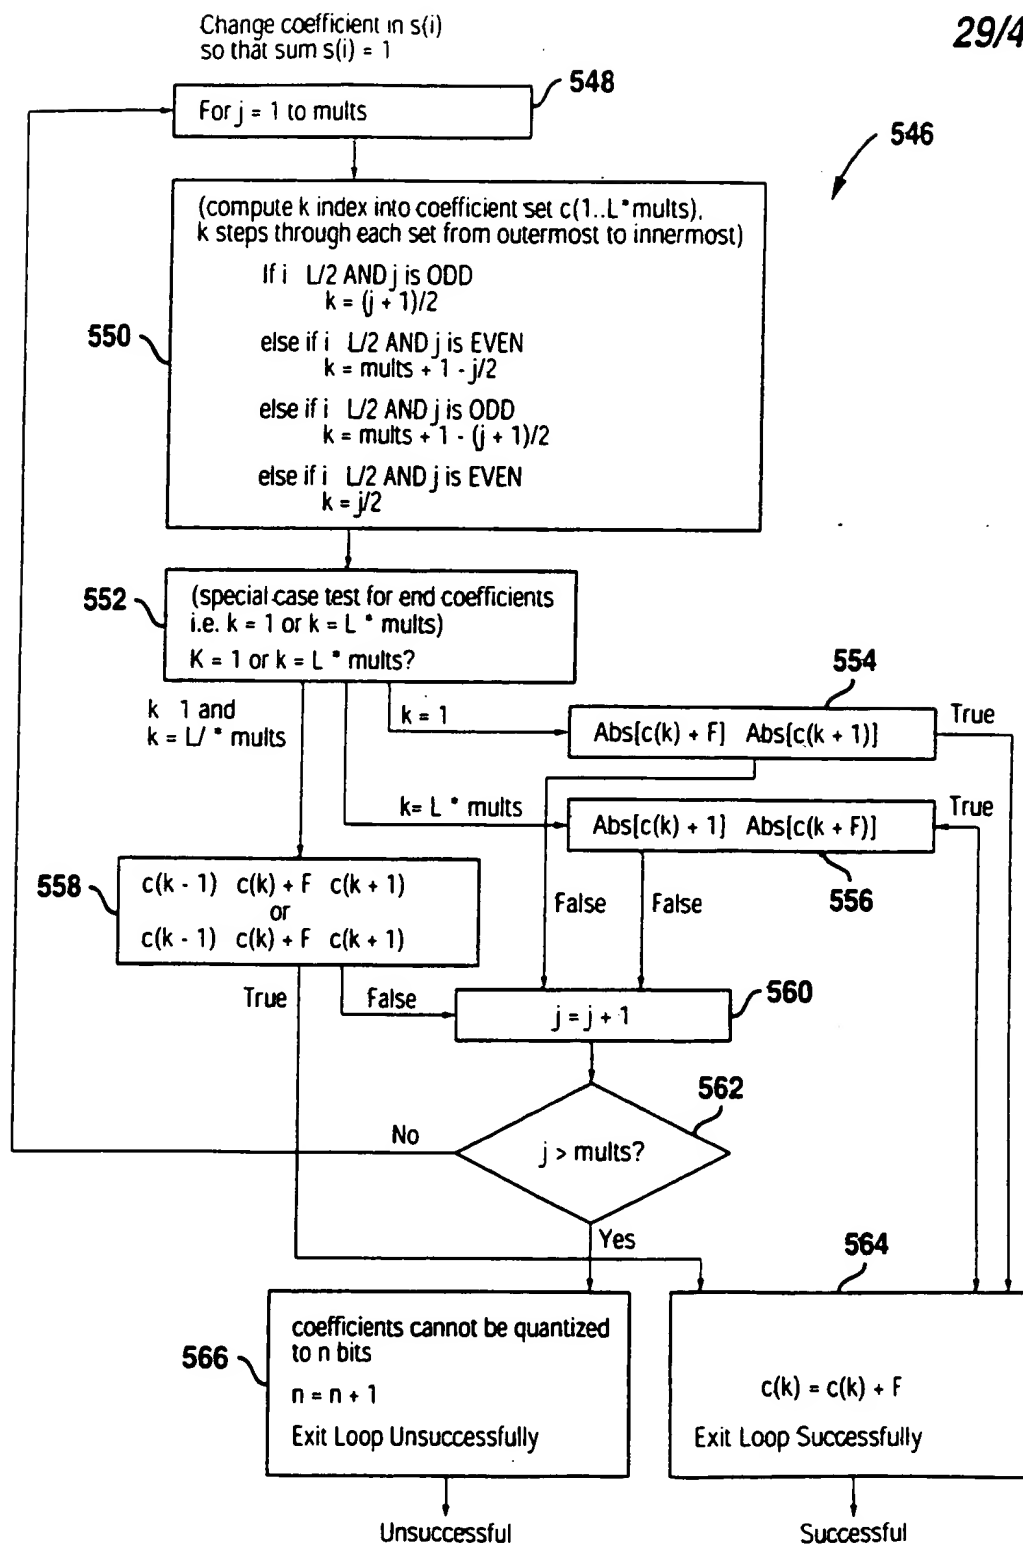 Change coefficient in s(i)
so that sum s(i) = 1
29/4
548
For j = 1 to mults
546
(compute k index into coefficient set c(1..L*mults),
k steps through each set from outermost to innermost)
If i L/2 AND j is ODD
k = (j + 1)/2
550
else if i L/2 AND j is EVEN
k = mults + 1 - j/2
else if i L/2 AND j is ODD
k = mults + 1 - (j + 1)/2
else if i L/2 AND j is EVEN
k = j/2
552
(special case test for end coefficients
i.e. k = 1 or k = L * mults)
K = 1 or k = L * mults?
554
k 1 and
k = L/ * mults
k = 1
Abs[c(k) + F] Abs[c(k + 1)]
True
k= L * mults
Abs[c(k) + 1] Abs[c(k + F)]
True
556
558
c(k - 1) c(k) + F c(k + 1)
or
c(k - 1) c(k) + F c(k + 1)
False
False
True
False
560
j = j + 1
562
No
j > mults?
Yes
564
566
coefficients cannot be quantized
to n bits
n = n + 1
Exit Loop Unsuccessfully
c(k) = c(k) + F
Exit Loop Successfully
Unsuccessful
Successful